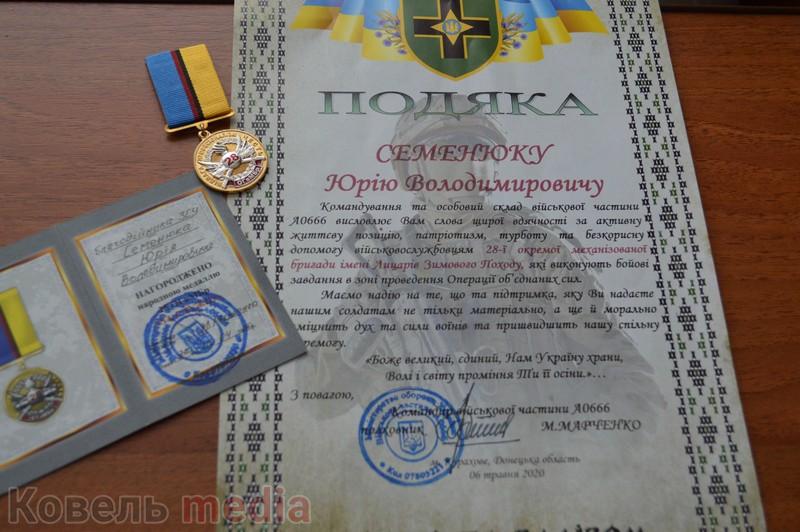 ПОДЯКА
СЕМЕНЮКУ
Юрію Володимировичу
Командування та особовий склад військової частини
А0666 висловлює Вам слова щирої вдячності за активну
життєву позицію, патріотизм, турботу та безкорисну
допомогу військовослужбовцям 28-ї окремої механізованої
бригади імені Лицарів Зимового Походу, які виконують бойові
завдання в зоні проведення Операції об'єднаних сил.
Маємо надію на те, що та підтримка, яку Ви надаєте
нашим солдатам не тільки матеріально, а ще й морально
зміцнить дух та сили воїнів та пришвидшить нашу спільну
перемогу.
«Боже великий, єдиний, Нам Україну храни,
Волі і світу проміння Ти її осіни.»…
З повагою,
Командир військової частини А0666
полковник М.МАРЧЕНКО
Курахове, Донецька область
06 травня 2020
28
Семенюка
Юрія
Володимировича
НАГОРОДЖЕНО
народною медаллю
Ковель media